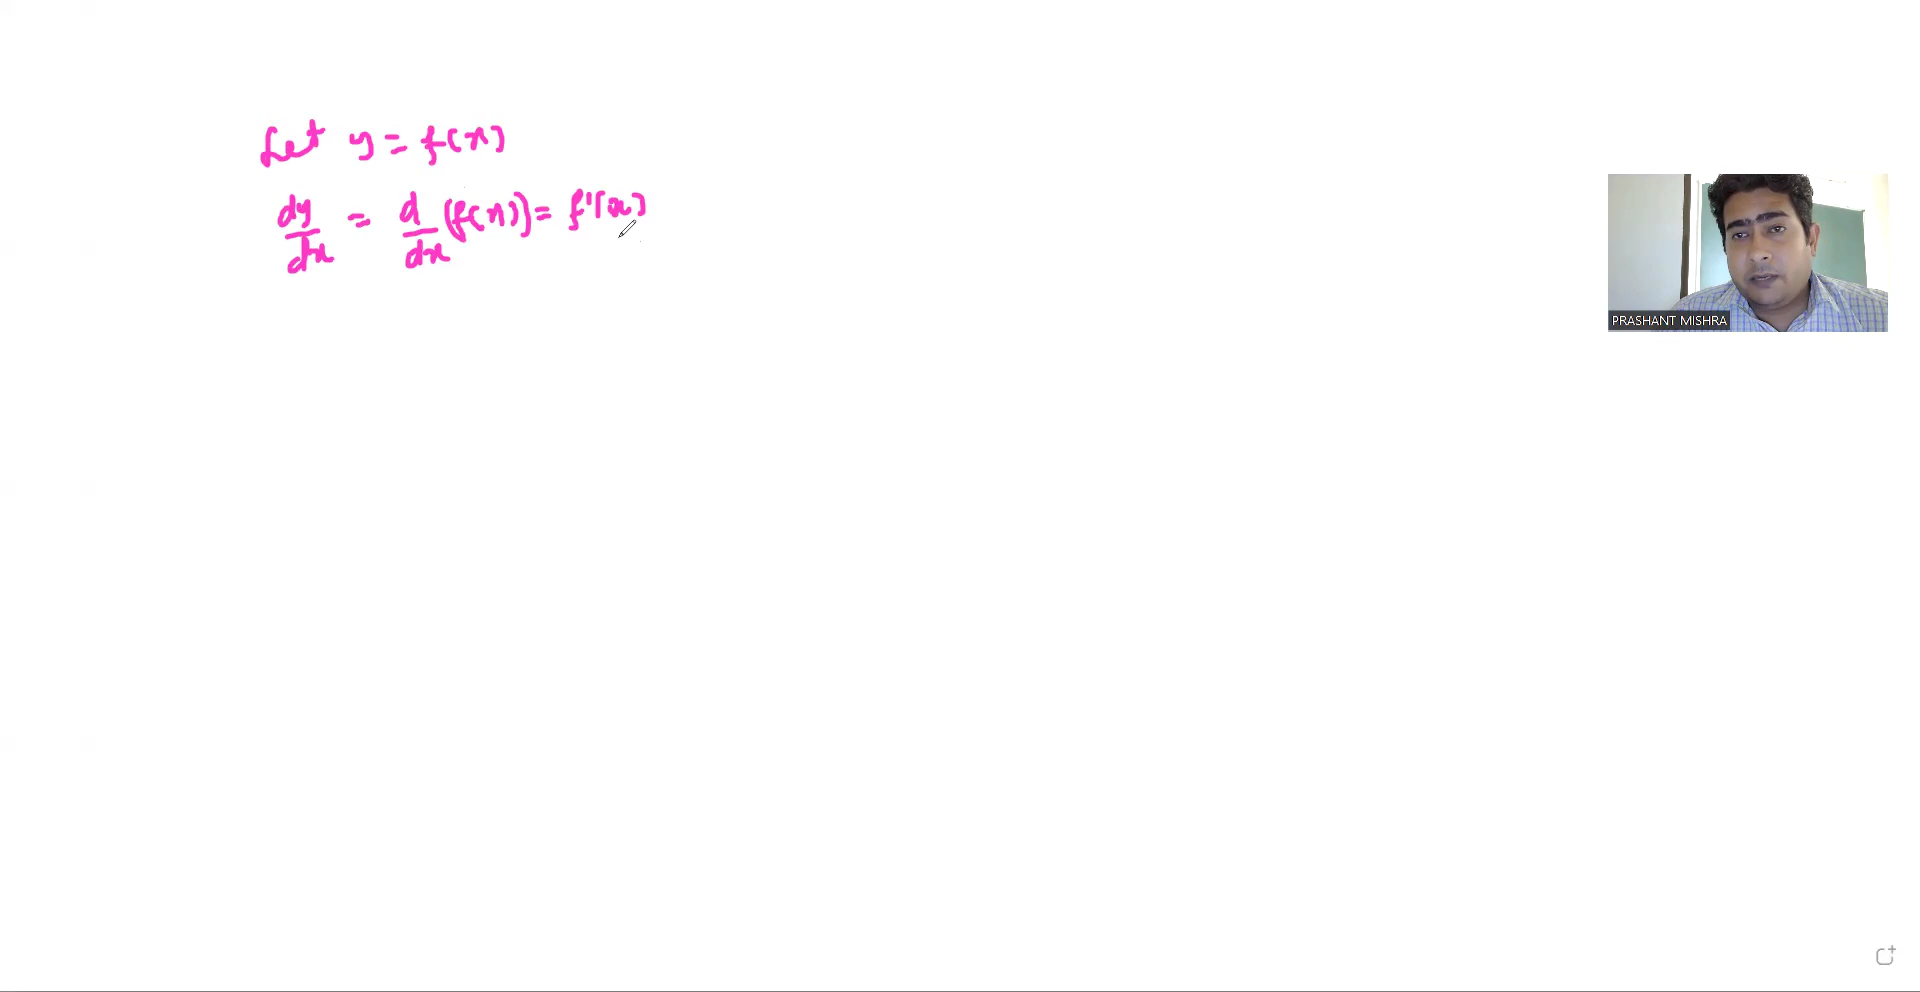 Let y = f(x)
dy/dx = d/dx (f(x)) = f'(x)
PRASHANT MISHRA